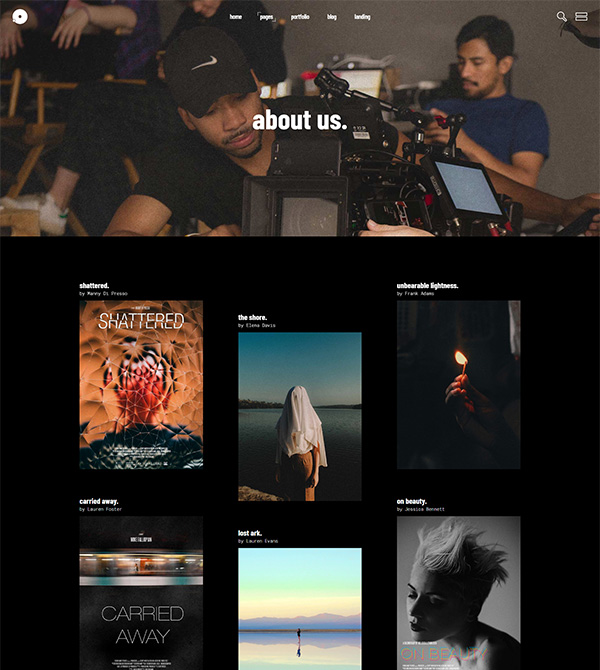 home pages portfolio blog landing
about us.
shattered.
by Manny Di Presso
SHATTERED
the shore.
by Elena Davis
unbearable lightness.
by Frank Adams
carried away.
by Lauren Foster
CARRIED
AWAY
lost ark.
by Lauren Evans
on beauty.
by Jessica Bennett
ON BEAUTY